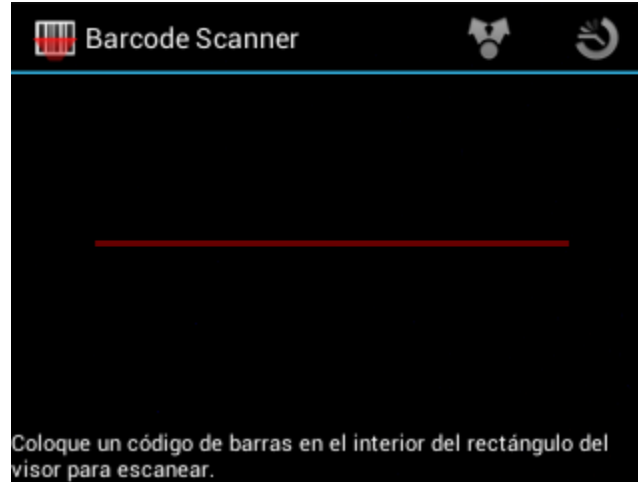 Barcode Scanner
Coloque un código de barras en el interior del rectángulo del
visor para escanear.